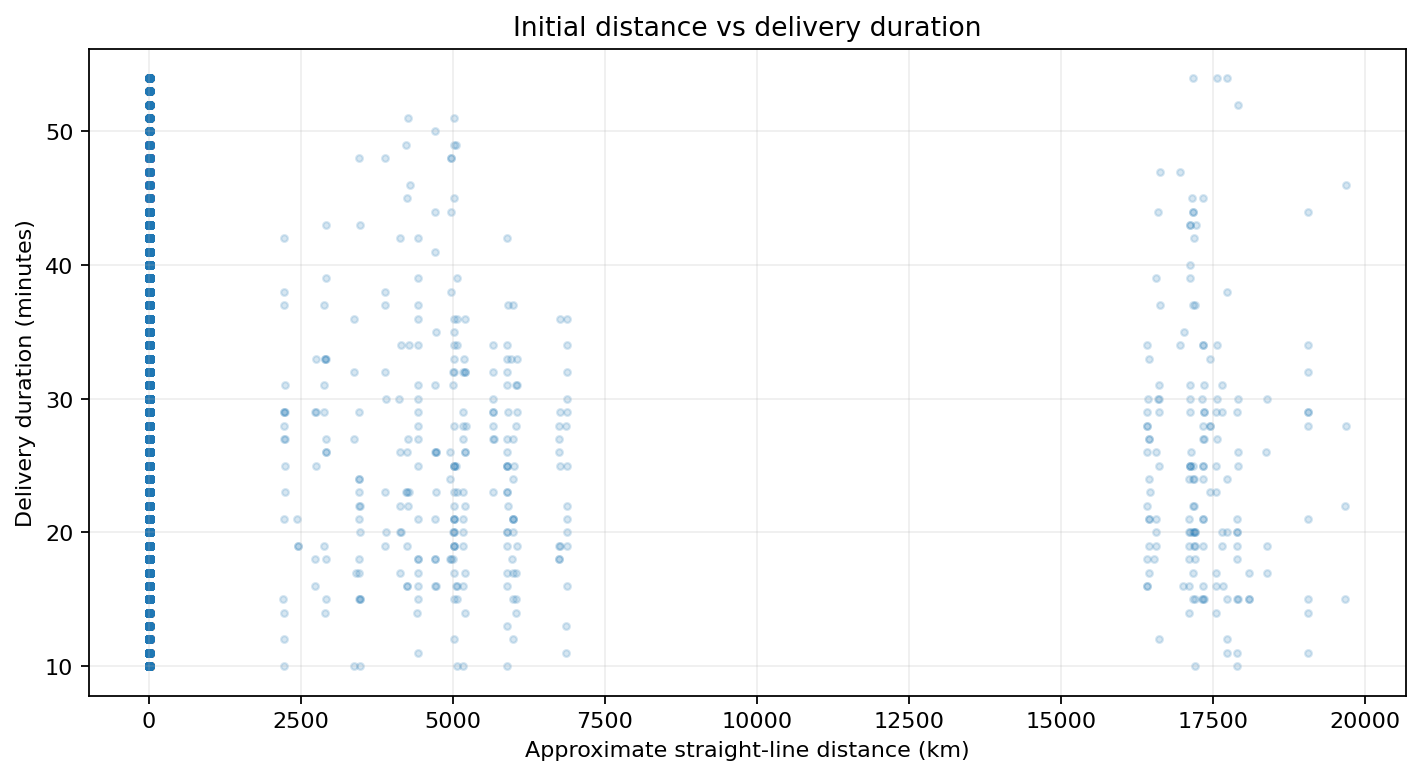 Initial distance vs delivery duration
Delivery duration (minutes)
50
40
30
20
10
0 2500 5000 7500 10000 12500 15000 17500 20000
Approximate straight-line distance (km)